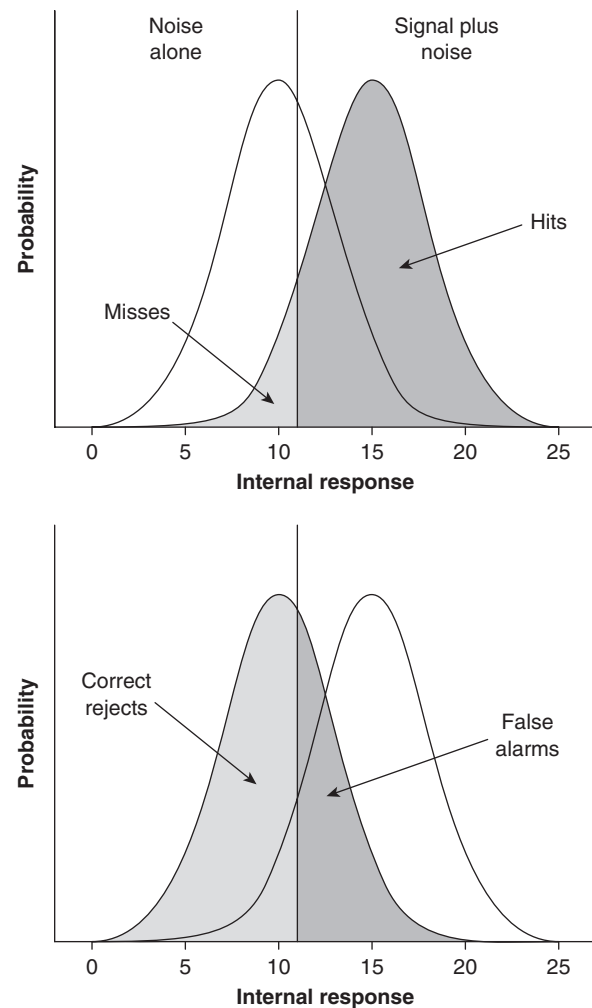 Noise
alone
Signal plus
noise
Probability
Hits
Misses
0 5 10 15 20 25
Internal response
Probability
Correct
rejects
False
alarms
0 5 10 15 20 25
Internal response